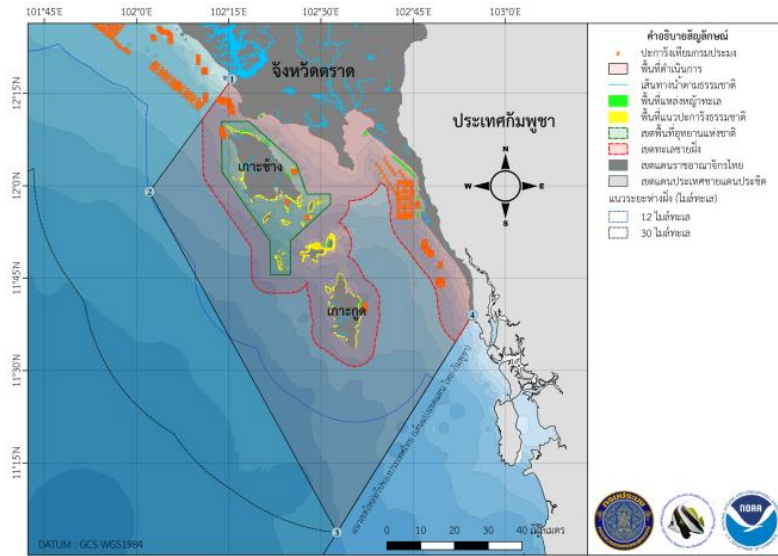 101°45'E 102°0'E 102°15'E 102°30'E 102°45'E 103°0'E
12°15'N
12°0'N
11°45'N
11°30'N
11°15'N
จังหวัดตราด
ประเทศกัมพูชา
เกาะช้าง
เกาะกูด
1
2
3
4
N
W E
S
คำอธิบายสัญลักษณ์
ปะการังเทียมกรมประมง
พื้นที่ดำเนินการ
เส้นทางน้ำตามธรรมชาติ
พื้นที่แหล่งหญ้าทะเล
พื้นที่แนวปะการังธรรมชาติ
เขตพื้นที่อุทยานแห่งชาติ
เขตทะเลชายฝั่ง
เขตแดนราชอาณาจักรไทย
เขตแดนประเทศชายแดนประชิด
แนวระยะห่างฝั่ง (ไมล์ทะเล)
12 ไมล์ทะเล
30 ไมล์ทะเล
DATUM : GCS WGS1984
0 10 20 40 กิโลเมตร
กรมประมง
NOAA